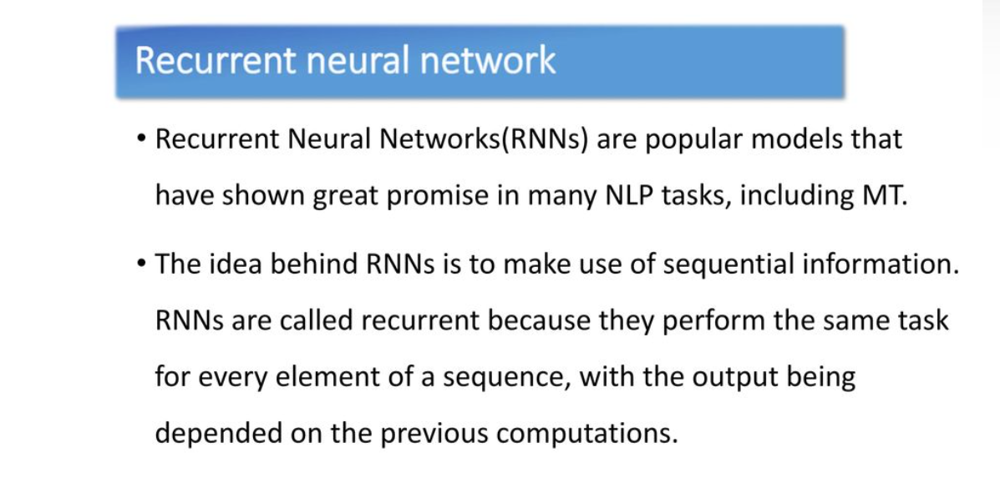 Recurrent neural network
• Recurrent Neural Networks(RNNs) are popular models that
have shown great promise in many NLP tasks, including MT.
• The idea behind RNNs is to make use of sequential information.
RNNs are called recurrent because they perform the same task
for every element of a sequence, with the output being
depended on the previous computations.